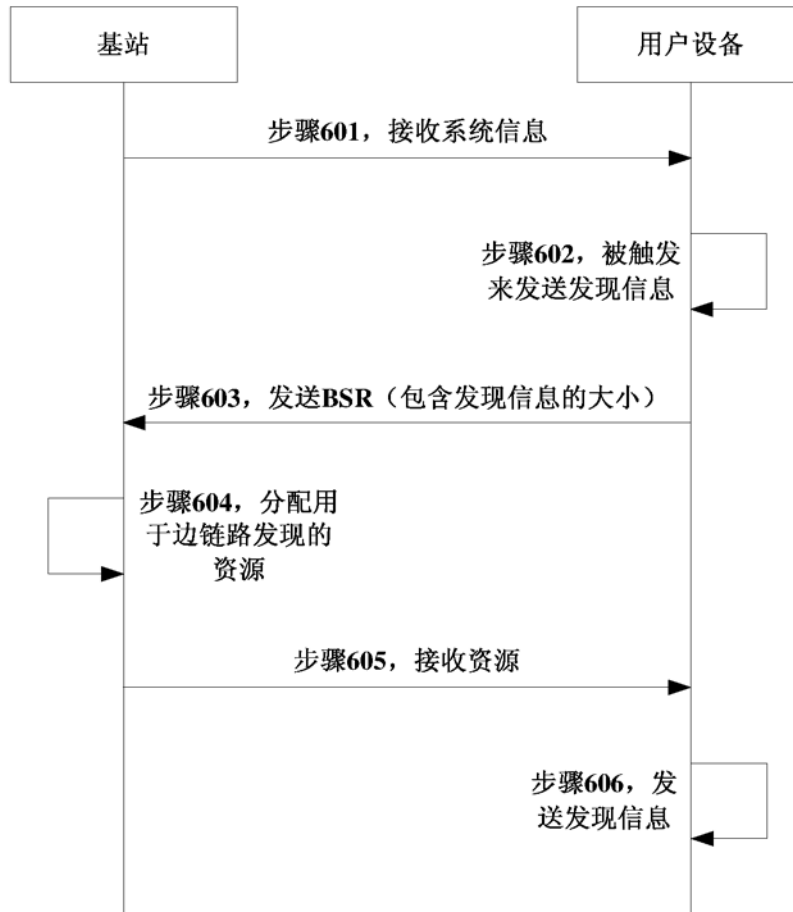 基站
用户设备
步骤601，接收系统信息
步骤602，被触发
来发送发现信息
步骤603，发送BSR（包含发现信息的大小）
步骤604，分配用
于边链路发现的
资源
步骤605，接收资源
步骤606，发
送发现信息